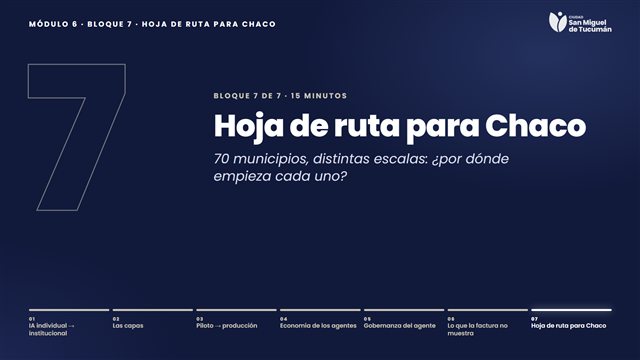 MÓDULO 6 · BLOQUE 7 · HOJA DE RUTA PARA CHACO
CIUDAD
San Miguel
de Tucumán
7
BLOQUE 7 DE 7 · 15 MINUTOS
Hoja de ruta para Chaco
70 municipios, distintas escalas: ¿por dónde
empieza cada uno?
01
IA individual →
institucional
02
Las capas
03
Piloto → producción
04
Economía de los agentes
05
Gobernanza del agente
06
Lo que la factura no
muestra
07
Hoja de ruta para Chaco